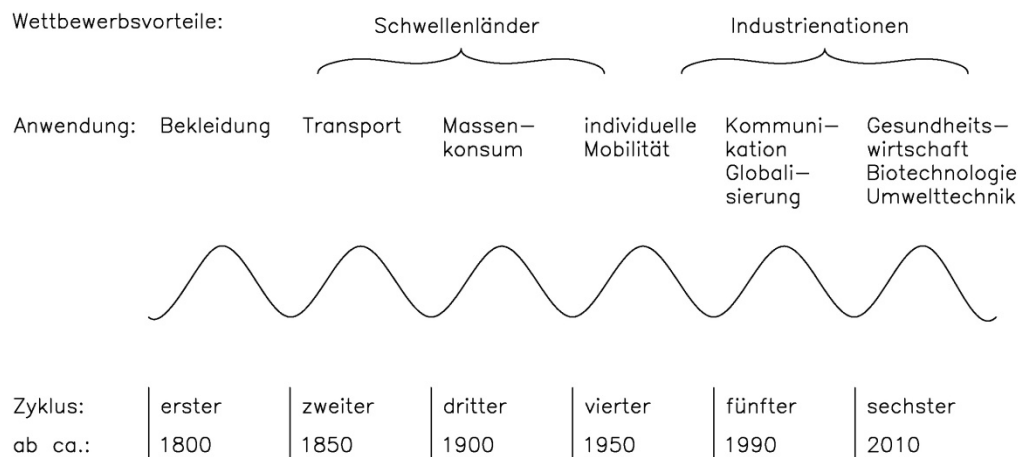 Wettbewerbsvorteile: Schwellenländer Industrienationen
Anwendung: Bekleidung Transport Massen- individuelle Kommuni- Gesundheits-
konsum Mobilität kation wirtschaft
Globali- Biotechnologie
sierung Umwelttechnik
Zyklus: erster zweiter dritter vierter fünfter sechster
ab ca.: 1800 1850 1900 1950 1990 2010